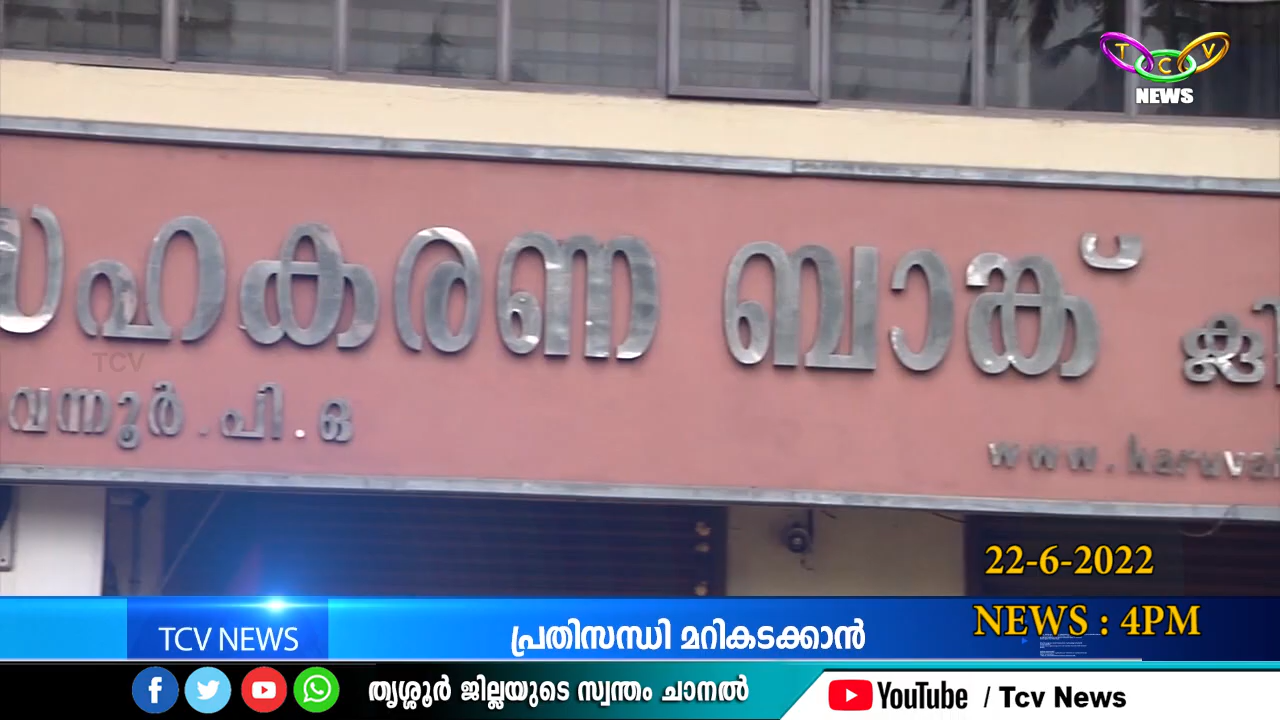 T C V
NEWS
സഹകരണ ബാങ്ക് ക്ലി
TCV
വന്നൂർ.പി.ഒ
www.karuva
22-6-2022
NEWS : 4PM
TCV NEWS
പ്രതിസന്ധി മറികടക്കാൻ
തൃശ്ശൂർ ജില്ലയുടെ സ്വന്തം ചാനൽ
YouTube / Tcv News